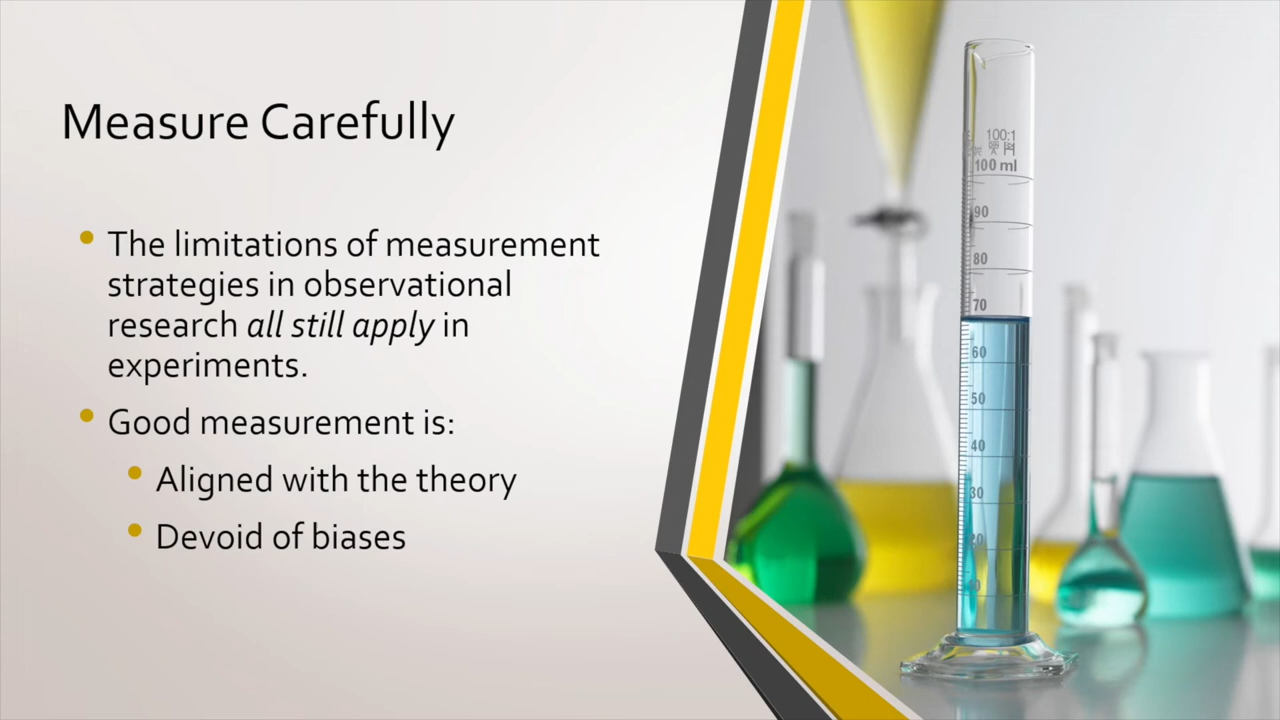 Measure Carefully
The limitations of measurement
strategies in observational
research all still apply in
experiments.
Good measurement is:
Aligned with the theory
Devoid of biases
100:1
100 ml
90
80
70
60
50
40
30
20